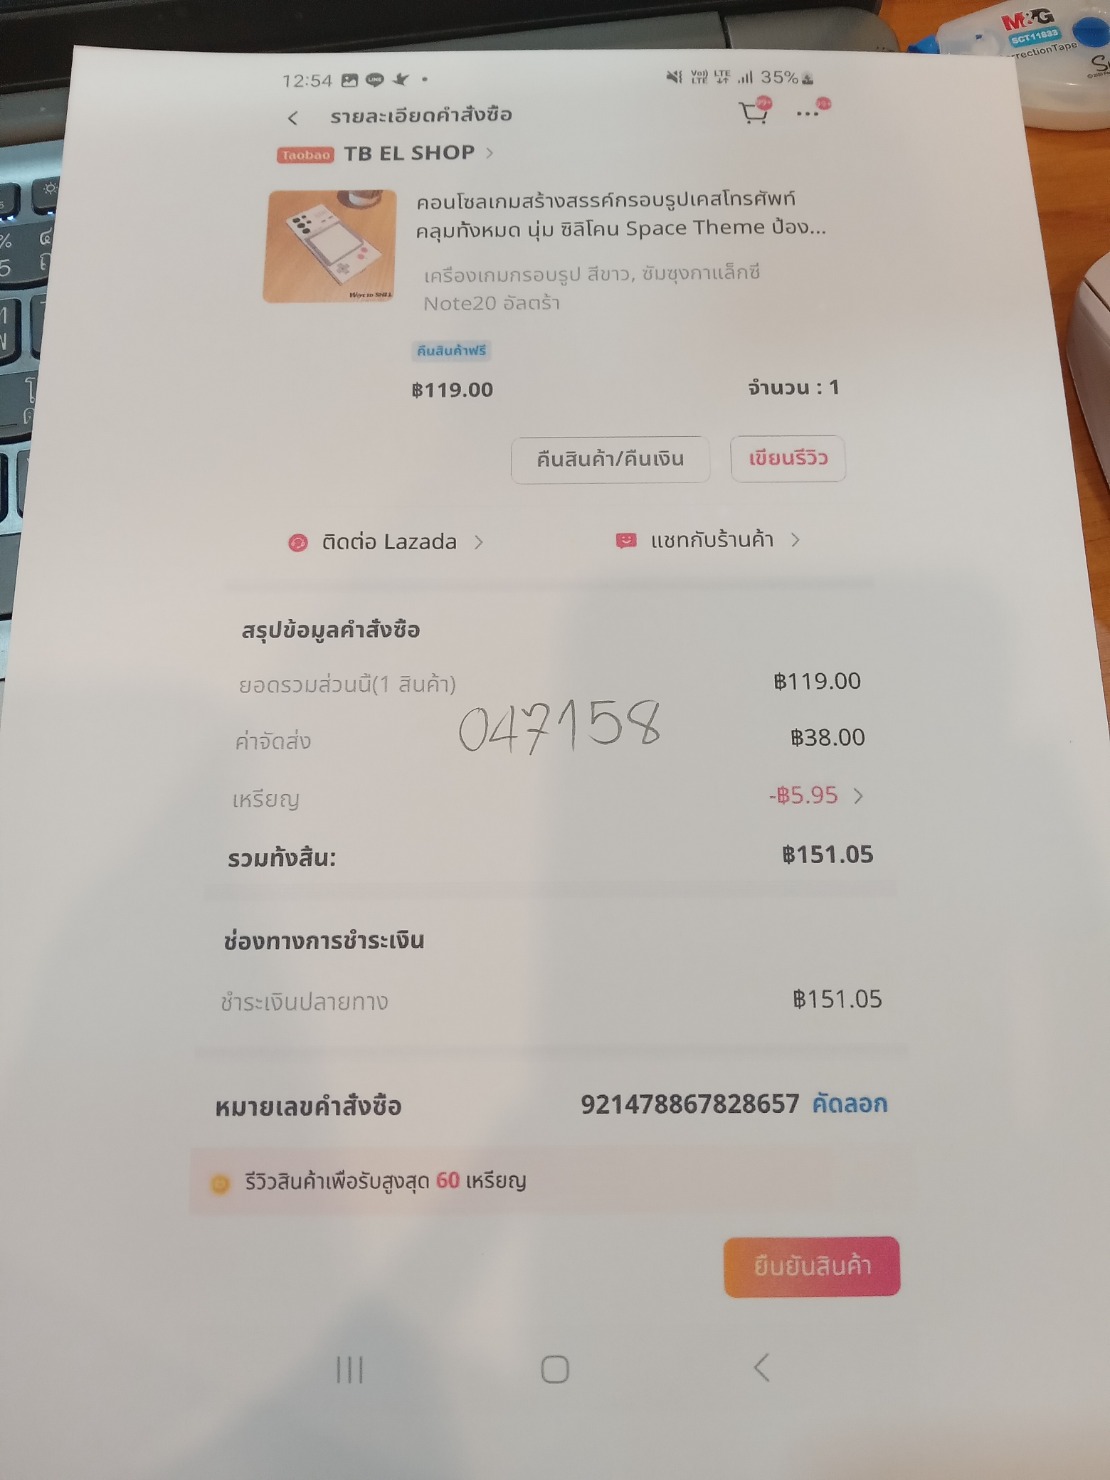 M&G
SCT11833
CorrectionTape
12:54
35%
รายละเอียดคำสั่งซื้อ
Taobao TB EL SHOP
คอนโซลเกมสร้างสรรค์กรอบรูปเคสโทรศัพท์
คลุมทั้งหมด นุ่ม ซิลิโคน Space Theme ป้อง...
เครื่องเกมกรอบรูป สีขาว, ซัมซุงกาแล็กซี
Note20 อัลตร้า
คืนสินค้าฟรี
฿119.00 จำนวน : 1
คืนสินค้า/คืนเงิน เขียนรีวิว
ติดต่อ Lazada แชทกับร้านค้า
สรุปข้อมูลคำสั่งซื้อ
ยอดรวมส่วนนี้(1 สินค้า) ฿119.00
047158
ค่าจัดส่ง ฿38.00
เหรียญ -฿5.95
รวมทั้งสิ้น: ฿151.05
ช่องทางการชำระเงิน
ชำระเงินปลายทาง ฿151.05
หมายเลขคำสั่งซื้อ 921478867828657 คัดลอก
รีวิวสินค้าเพื่อรับสูงสุด 60 เหรียญ
ยืนยันสินค้า